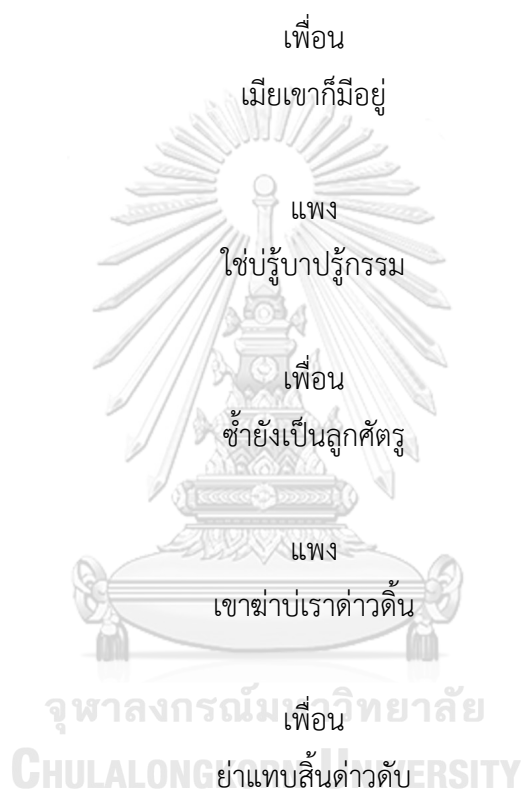 เพื่อน
เมียเขาก็มีอยู่
แพง
ใช่บ่รู้บาปรู้กรรม
เพื่อน
ซ้ำยังเป็นลูกศัตรู
แพง
เขาฆ่าบ่เราด่าวดิ้น
จุฬาลงกรณ์มหาวิทยาลัย
เพื่อน
CHULALONGKORN UNIVERSITY
ย่าแทบสิ้นด่าวดับ